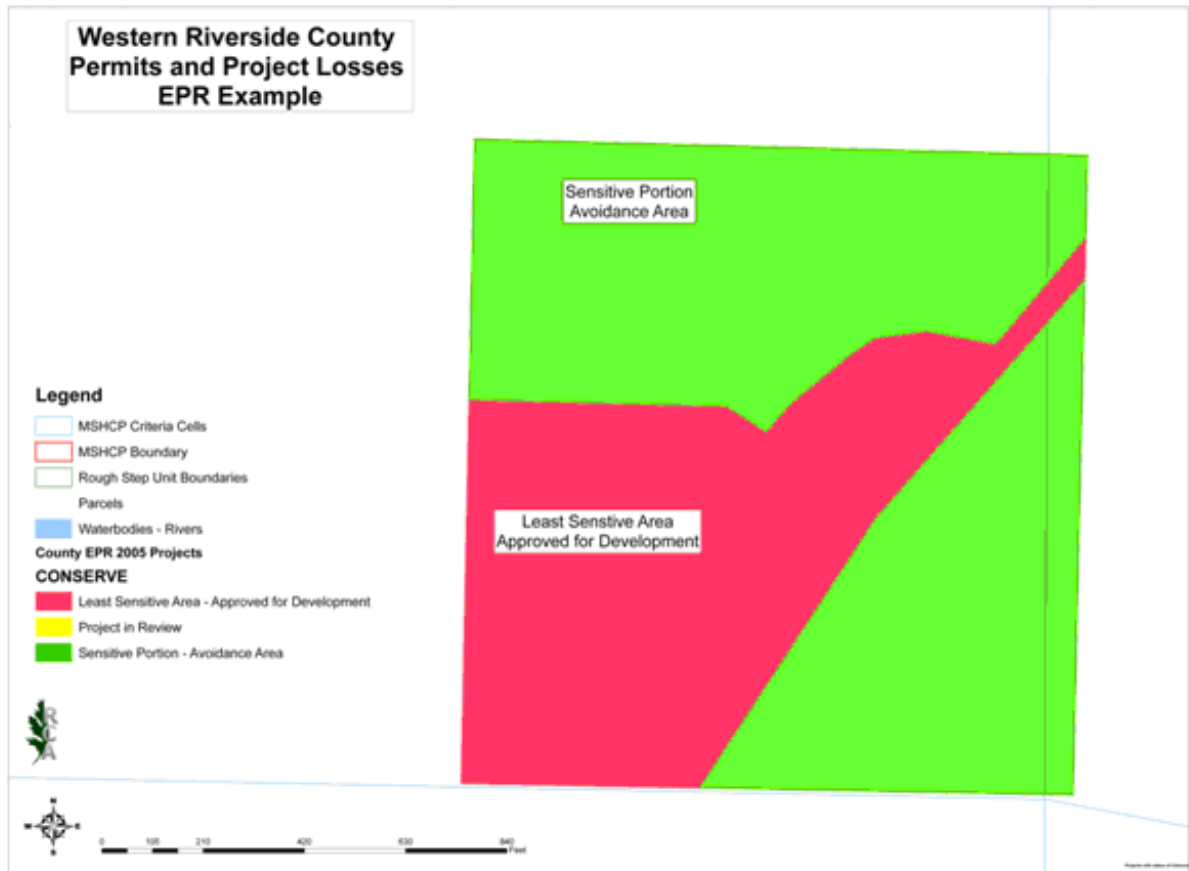 Western Riverside County
Permits and Project Losses
EPR Example
Sensitive Portion
Avoidance Area
Least Senstive Area
Approved for Development
Legend
MSHCP Criteria Cells
MSHCP Boundary
Rough Step Unit Boundaries
Parcels
Waterbodies - Rivers
County EPR 2005 Projects
CONSERVE
Least Sensitive Area - Approved for Development
Project in Review
Sensitive Portion - Avoidance Area
RCA
N
W E
S
0 105 210 420 630 840
Feet